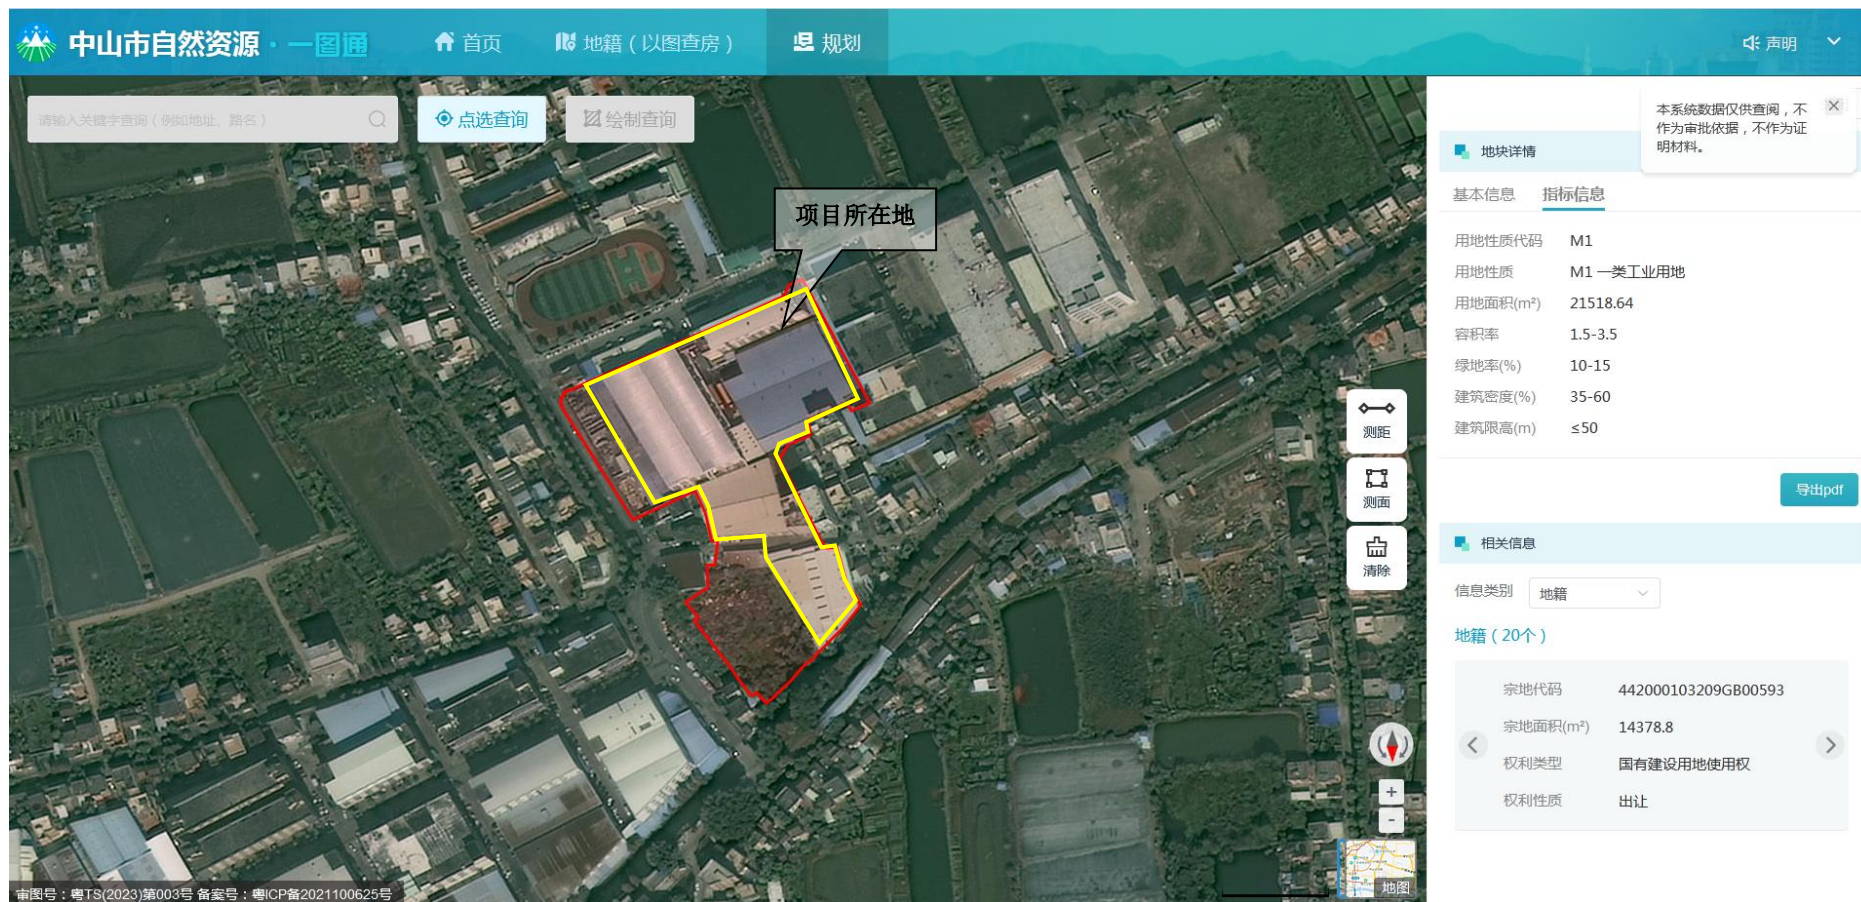 中山市自然资源·一图通
首页
地籍（以图查房）
规划
声明
请输入关键字查询（例如地址、路名）
点选查询
绘制查询
本系统数据仅供查阅，不
作为审批依据，不作为证
明材料。
项目所在地
地块详情
基本信息 指标信息
用地性质代码 M1
用地性质 M1 一类工业用地
用地面积(m²) 21518.64
容积率 1.5-3.5
绿地率(%) 10-15
建筑密度(%) 35-60
建筑限高(m) ≤50
导出pdf
测距
测面
清除
相关信息
信息类别 地籍
地籍（20个）
宗地代码 442000103209GB00593
宗地面积(m²) 14378.8
权利类型 国有建设用地使用权
权利性质 出让
+
-
地图
审图号：粤TS(2023)第003号 备案号：粤ICP备2021100625号